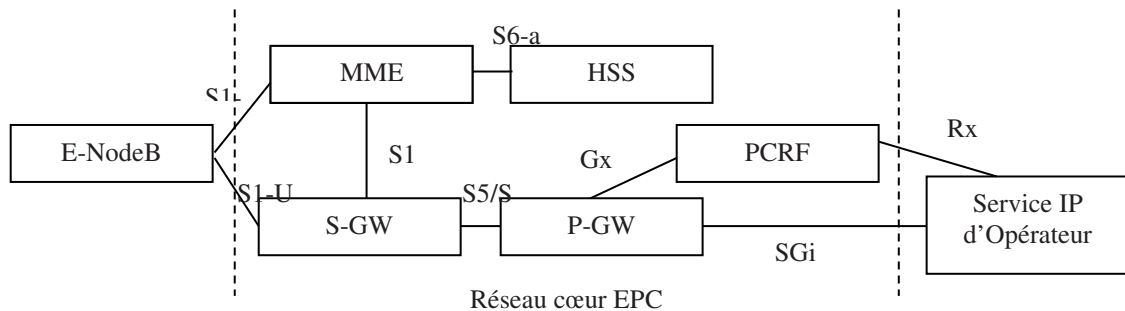 S6-a
MME
HSS
S1-
E-NodeB
S1
Gx
PCRF
Rx
S1-U
S5/S
S-GW
P-GW
SGi
Service IP
d’Opérateur
Réseau cœur EPC